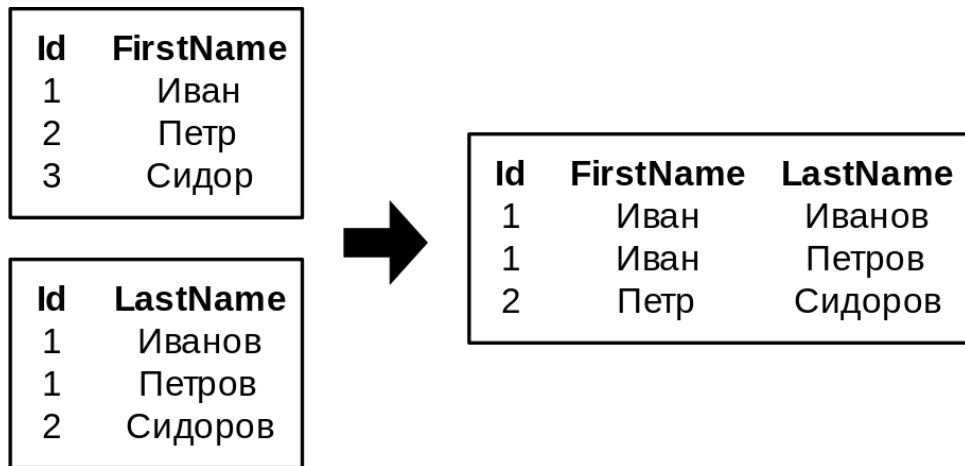 Id FirstName
1 Иван
2 Петр
3 Сидор
Id LastName
1 Иванов
1 Петров
2 Сидоров
Id FirstName LastName
1 Иван Иванов
1 Иван Петров
2 Петр Сидоров